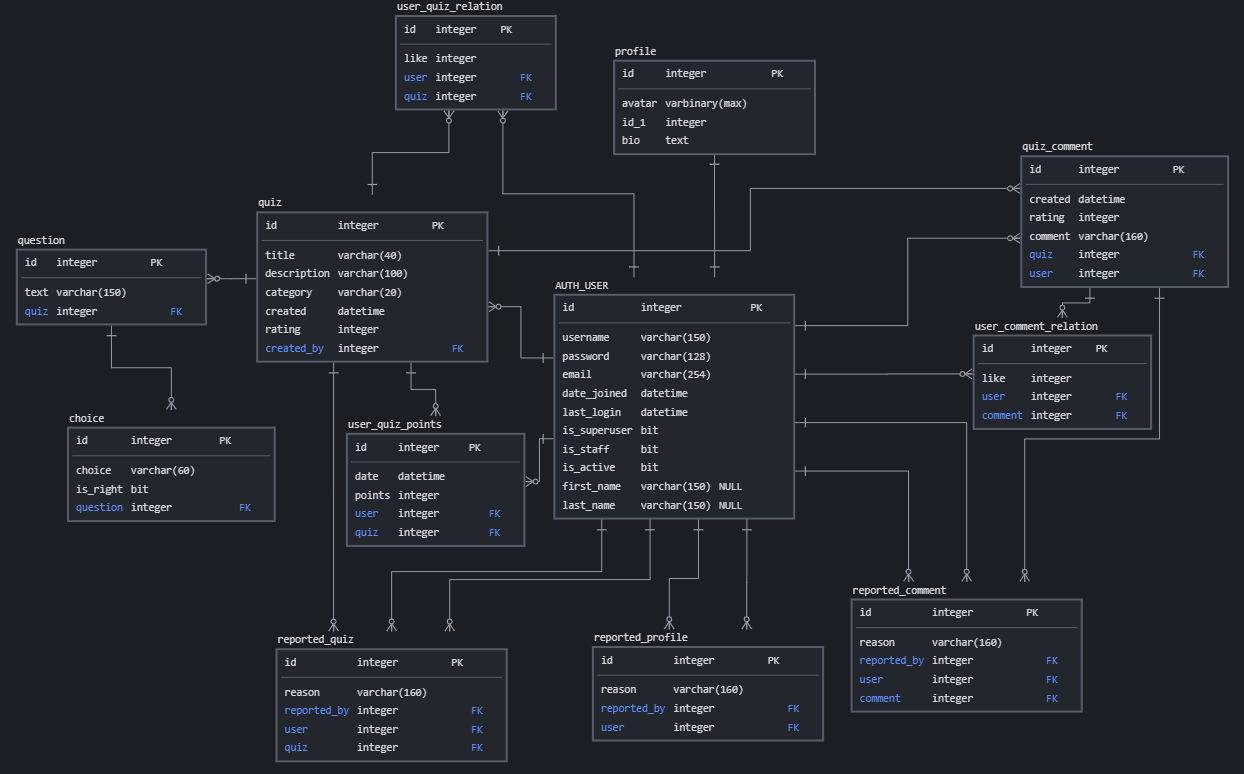 user_quiz_relation
id integer PK
like integer
user integer FK
quiz integer FK
profile
id integer PK
avatar varbinary(max)
id_1 integer
bio text
quiz_comment
id integer PK
created datetime
rating integer
comment varchar(160)
quiz integer FK
user integer FK
quiz
id integer PK
title varchar(40)
description varchar(100)
category varchar(20)
created datetime
rating integer
created_by integer FK
question
id integer PK
text varchar(150)
quiz integer FK
AUTH_USER
id integer PK
username varchar(150)
password varchar(128)
email varchar(254)
date_joined datetime
last_login datetime
is_superuser bit
is_staff bit
is_active bit
first_name varchar(150) NULL
last_name varchar(150) NULL
user_comment_relation
id integer PK
like integer
user integer FK
comment integer FK
choice
id integer PK
choice varchar(60)
is_right bit
question integer FK
user_quiz_points
id integer PK
date datetime
points integer
user integer FK
quiz integer FK
reported_quiz
id integer PK
reason varchar(160)
reported_by integer FK
user integer FK
quiz integer FK
reported_profile
id integer PK
reason varchar(160)
reported_by integer FK
user integer FK
reported_comment
id integer PK
reason varchar(160)
reported_by integer FK
user integer FK
comment integer FK